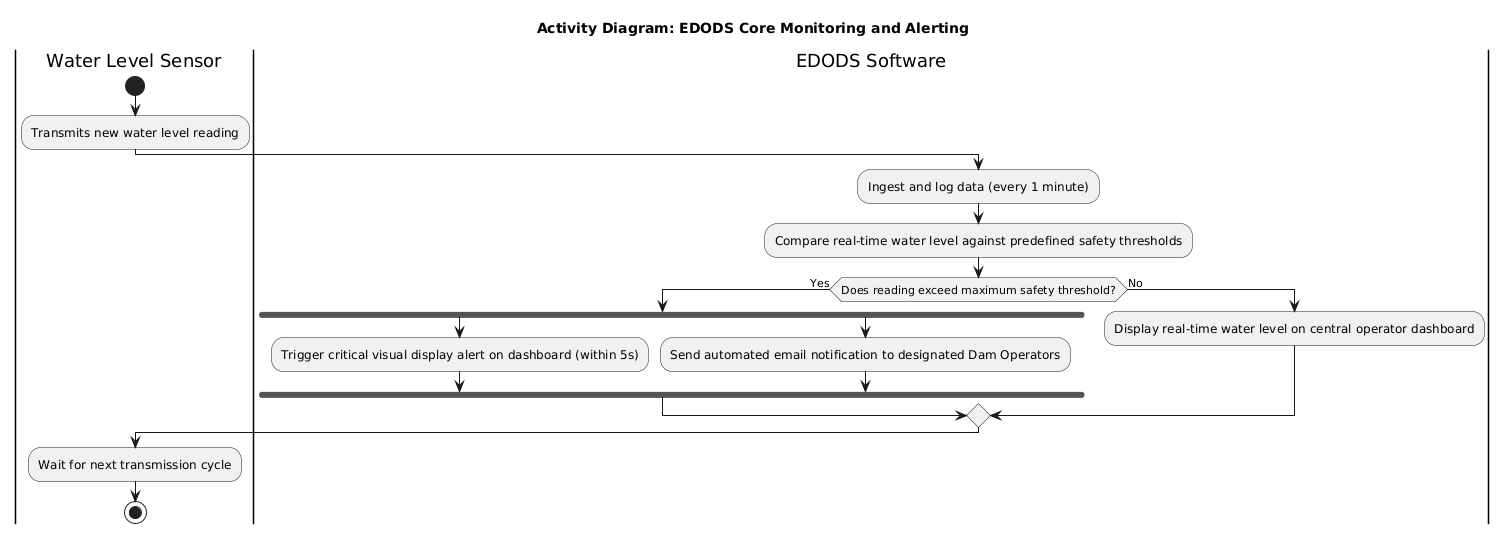 Activity Diagram: EDODS Core Monitoring and Alerting
Water Level Sensor
EDODS Software
Transmits new water level reading
Ingest and log data (every 1 minute)
Compare real-time water level against predefined safety thresholds
Yes
Does reading exceed maximum safety threshold?
No
Display real-time water level on central operator dashboard
Trigger critical visual display alert on dashboard (within 5s)
Send automated email notification to designated Dam Operators
Wait for next transmission cycle